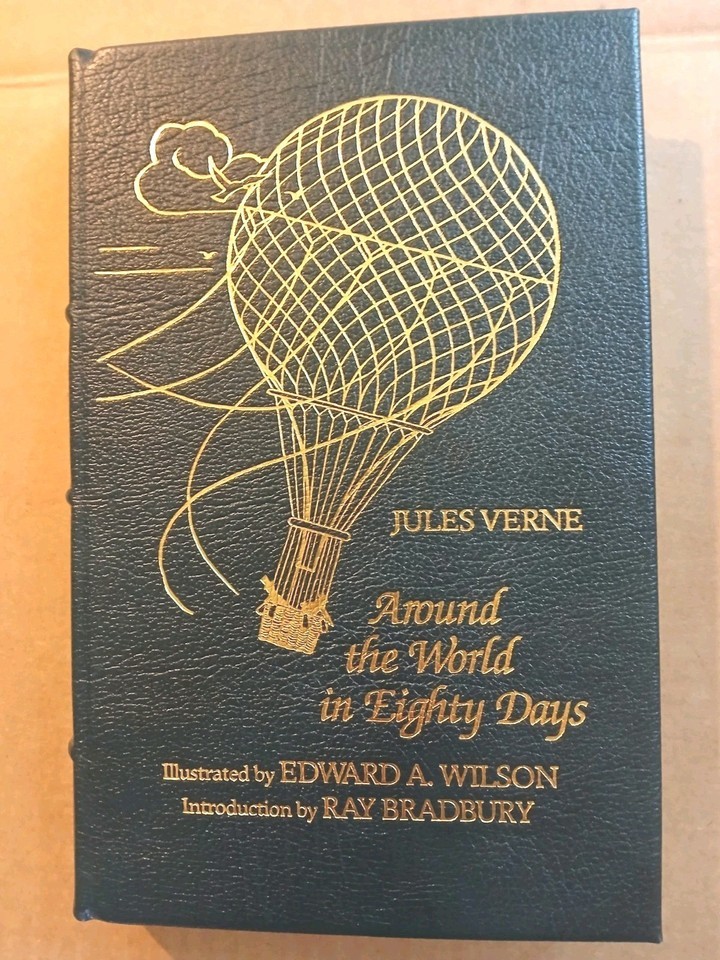 JULES VERNE
Around
the World
in Eighty Days
Illustrated by EDWARD A. WILSON
Introduction by RAY BRADBURY